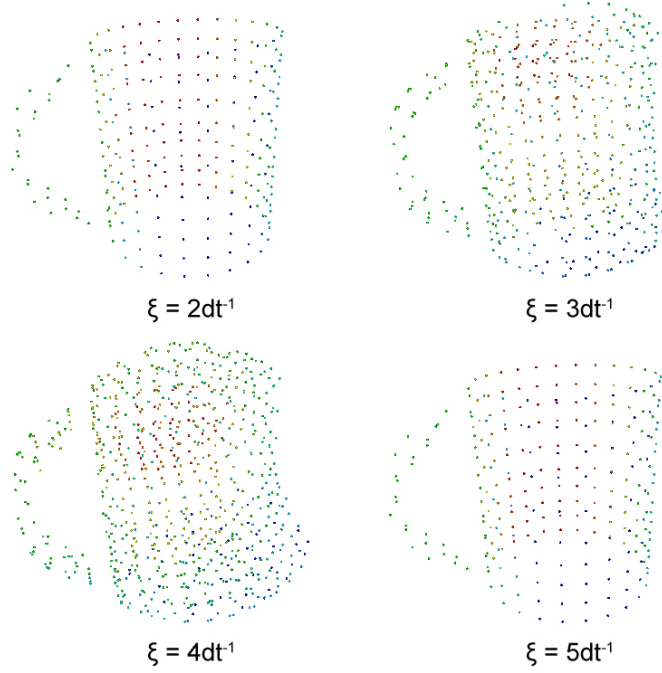 ξ = 2dt⁻¹
ξ = 3dt⁻¹
ξ = 4dt⁻¹
ξ = 5dt⁻¹